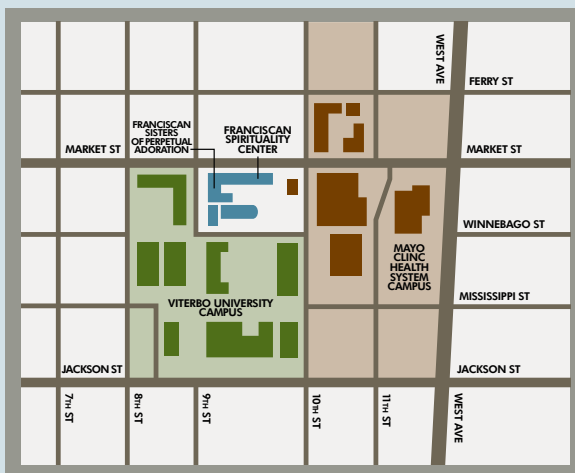 WEST AVE
FERRY ST
FRANCISCAN
SISTERS
OF PERPETUAL
ADORATION
FRANCISCAN
SPIRITUALITY
CENTER
MARKET ST
MARKET ST
WINNEBAGO ST
MAYO
CLINC
HEALTH
SYSTEM
CAMPUS
VITERBO UNIVERSITY
CAMPUS
MISSISSIPPI ST
JACKSON ST
JACKSON ST
7TH ST
8TH ST
9TH ST
10TH ST
11TH ST
WEST AVE